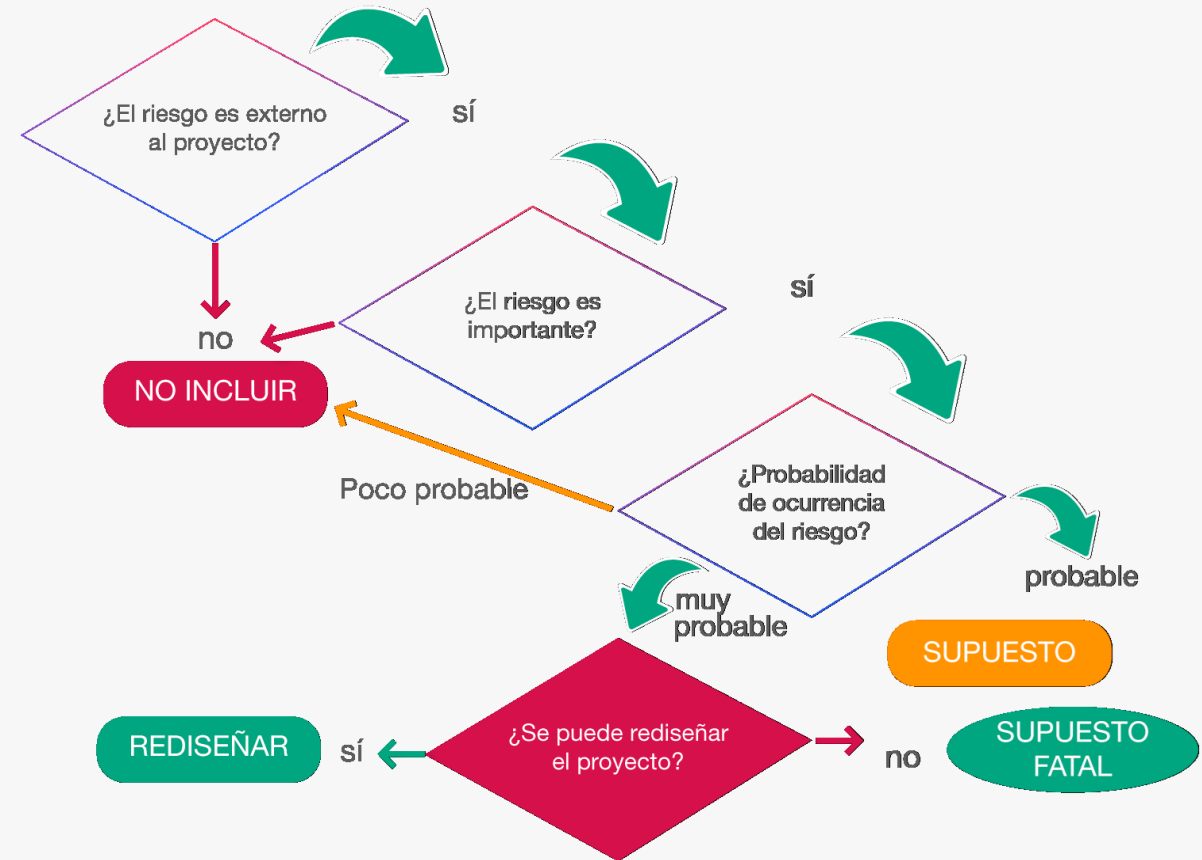 ¿El riesgo es externo
al proyecto?
sí
¿El riesgo es
importante?
sí
no
NO INCLUIR
¿Probabilidad
de ocurrencia
del riesgo?
Poco probable
probable
muy
probable
SUPUESTO
¿Se puede rediseñar
el proyecto?
REDISEÑAR
sí
no
SUPUESTO
FATAL